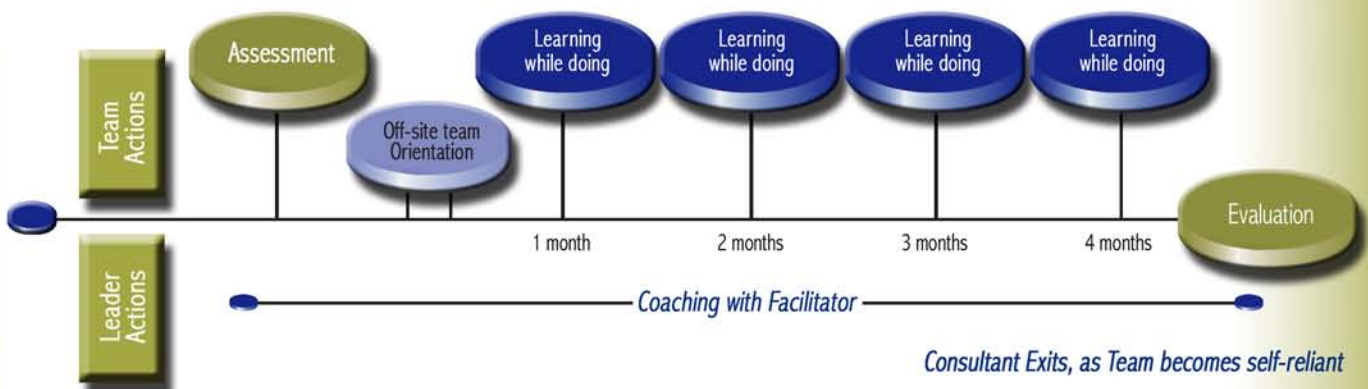 Team
Actions
Assessment
Off-site team
Orientation
Learning
while doing
Learning
while doing
Learning
while doing
Learning
while doing
1 month
2 months
3 months
4 months
Evaluation
Leader
Actions
Coaching with Facilitator
Consultant Exits, as Team becomes self-reliant